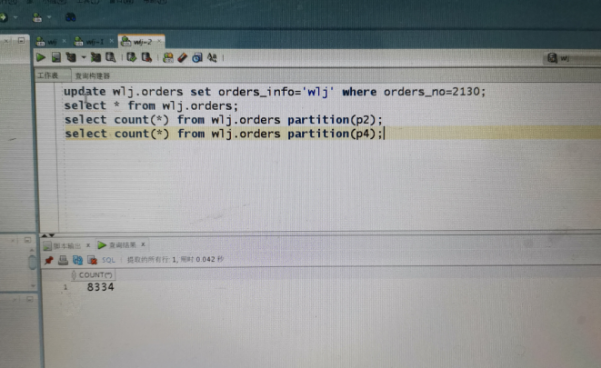 wlj-1
wlj-2
工作表 查询构建器
update wlj.orders set orders_info='wlj' where orders_no=2130;
select * from wlj.orders;
select count(*) from wlj.orders partition(p2);
select count(*) from wlj.orders partition(p4);
脚本输出 × 查询结果 ×
SQL | 提取的所有行: 1, 用时 0.042 秒
COUNT(*)
1 8334